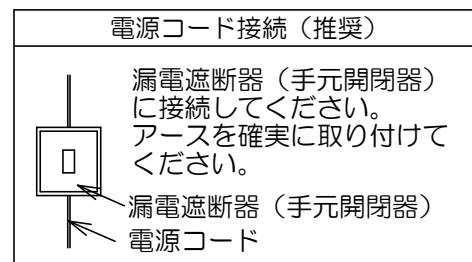 電源コード接続（推奨）
漏電遮断器（手元開閉器）
に接続してください。
アースを確実に取り付けて
ください。
漏電遮断器（手元開閉器）
電源コード